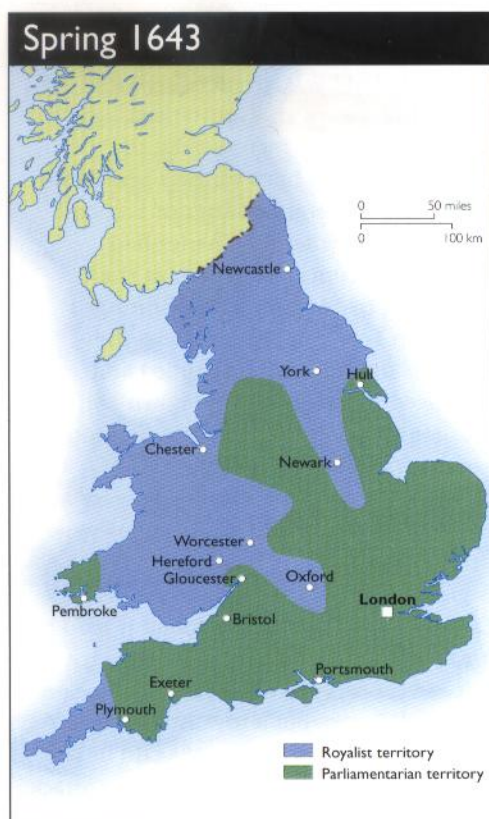 Spring 1643
0 50 miles
0 100 km
Newcastle
York
Hull
Chester
Newark
Worcester
Hereford
Gloucester
Oxford
London
Pembroke
Bristol
Portsmouth
Exeter
Plymouth
Royalist territory
Parliamentarian territory